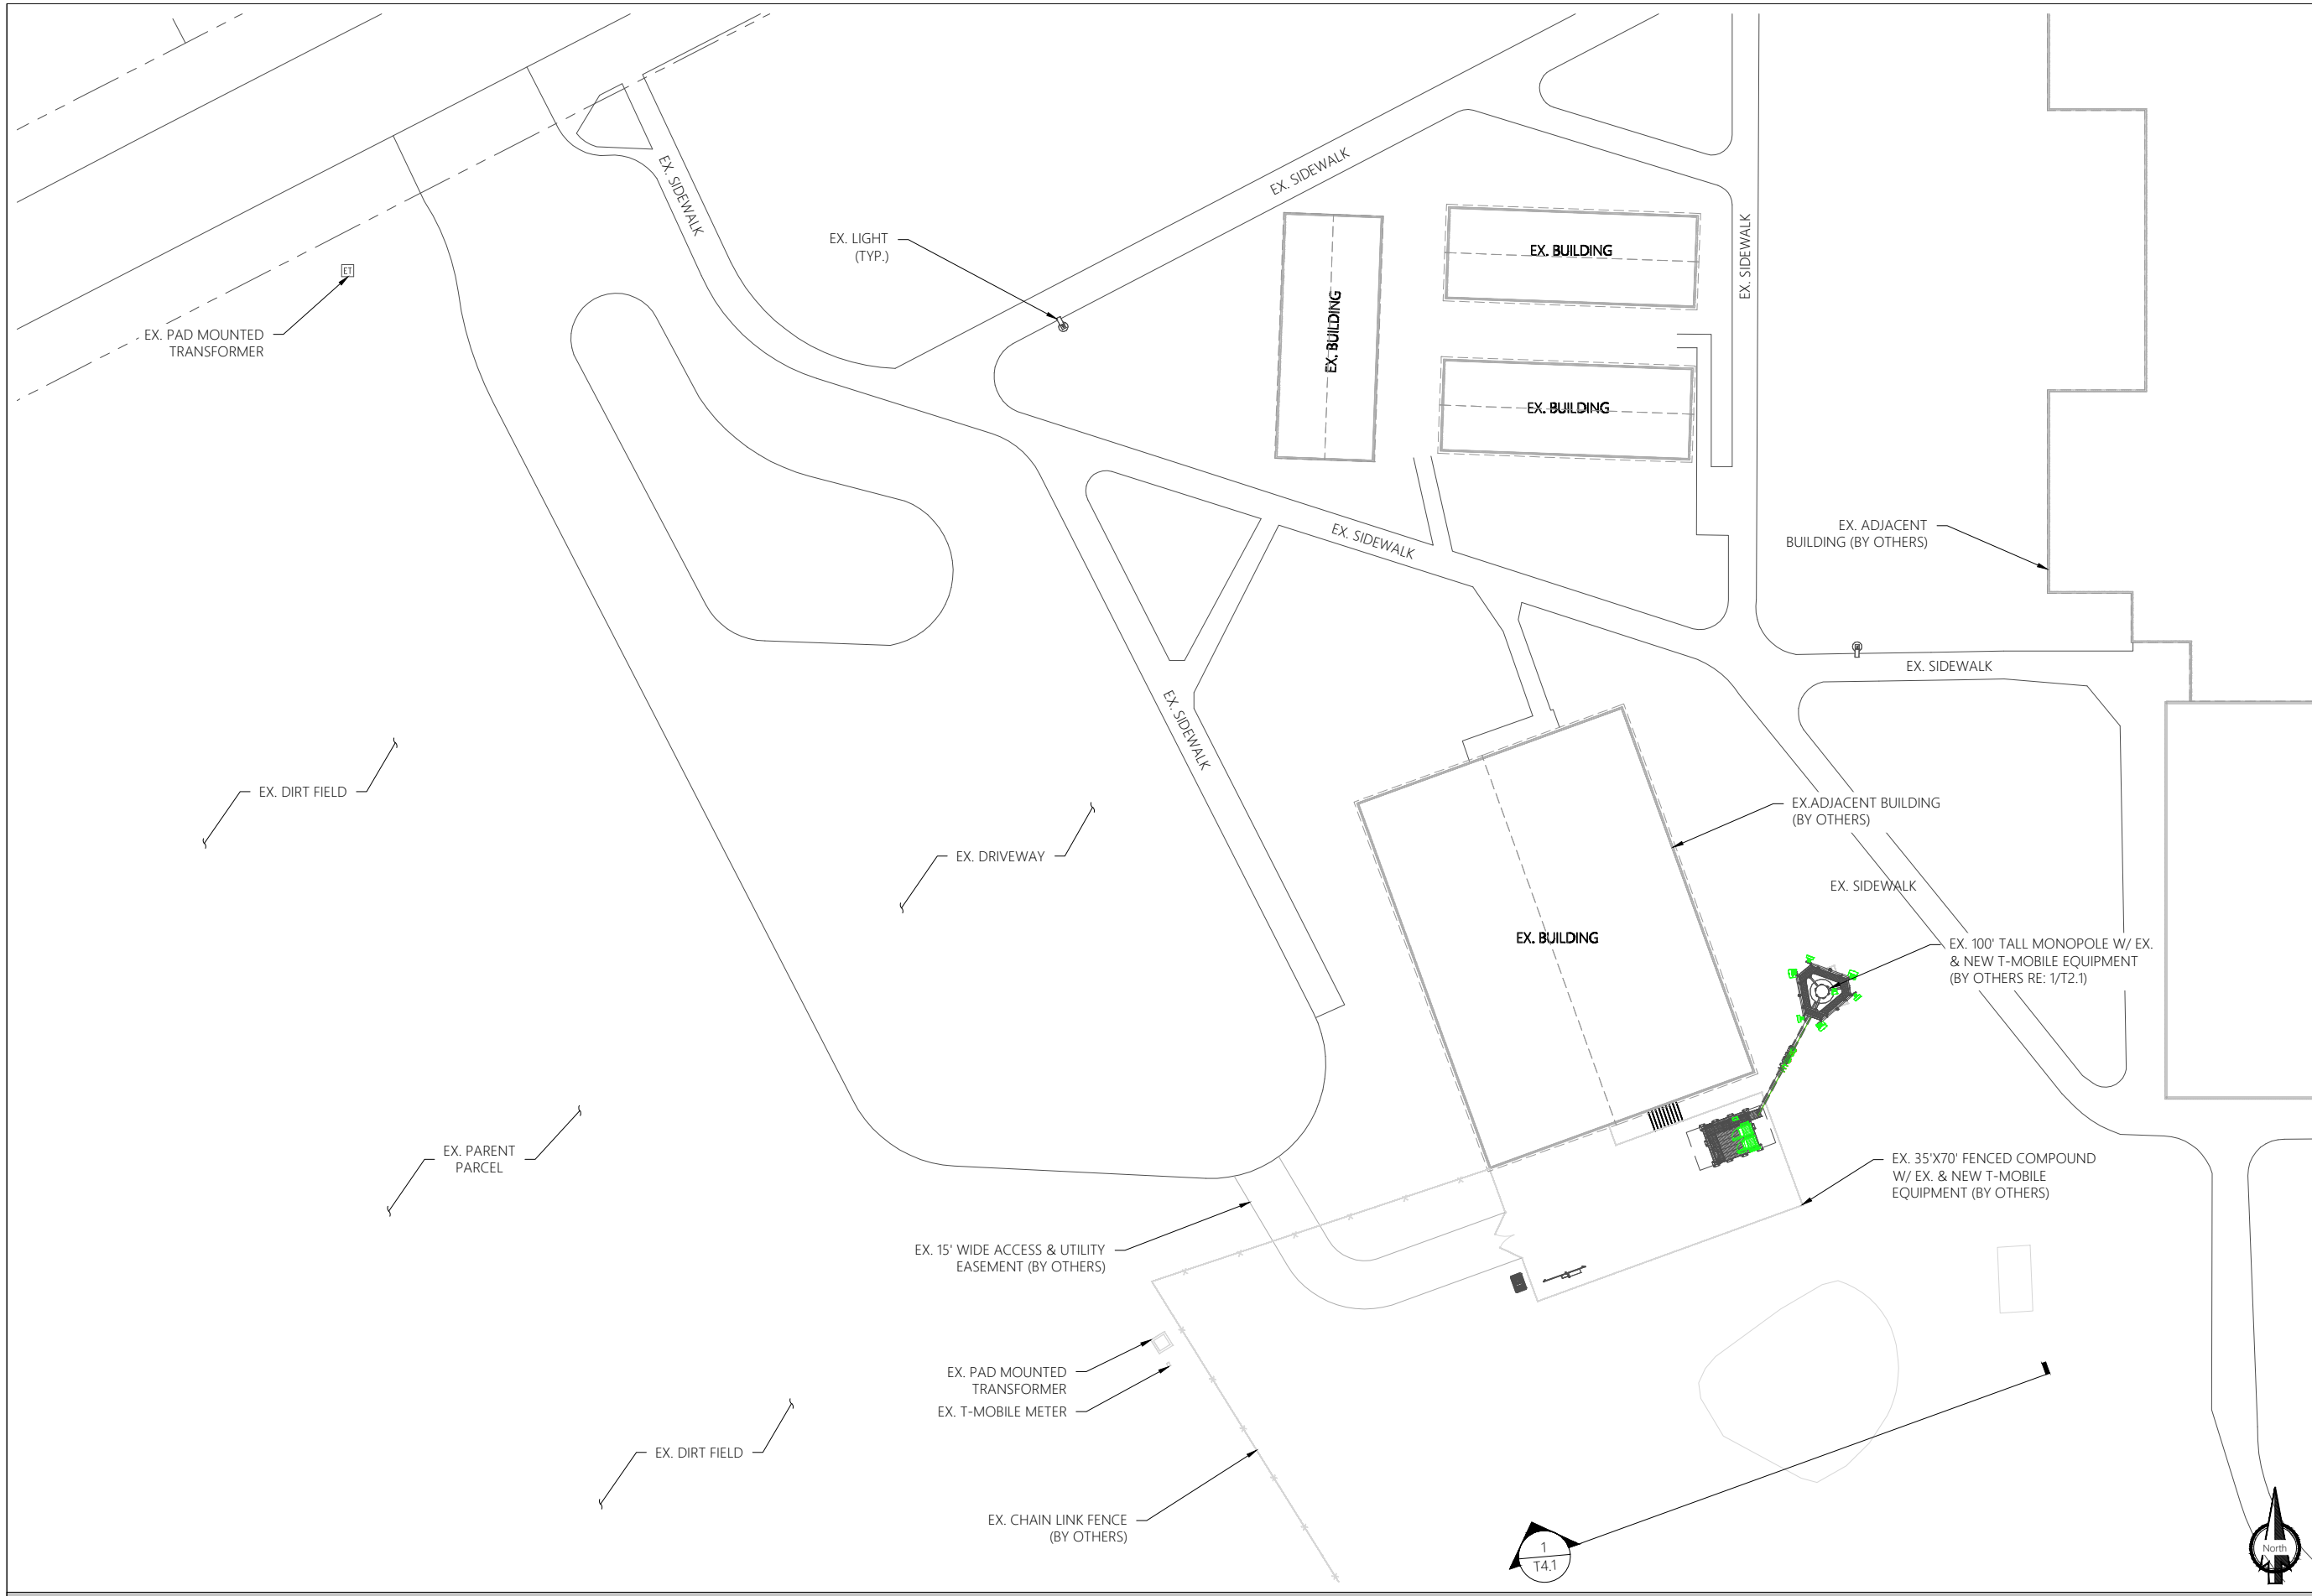 EX. SIDEWALK
EX. SIDEWALK
EX. LIGHT
(TYP.)
EX. SIDEWALK
EX. BUILDING
ET
EX. PAD MOUNTED
TRANSFORMER
EX. BUILDING
EX. BUILDING
EX. ADJACENT
BUILDING (BY OTHERS)
EX. SIDEWALK
EX. SIDEWALK
EX. SIDEWALK
EX. DIRT FIELD
EX.ADJACENT BUILDING
(BY OTHERS)
EX. DRIVEWAY
EX. SIDEWALK
EX. BUILDING
EX. 100' TALL MONOPOLE W/ EX.
& NEW T-MOBILE EQUIPMENT
(BY OTHERS RE: 1/T2.1)
EX. PARENT
PARCEL
EX. 35'X70' FENCED COMPOUND
W/ EX. & NEW T-MOBILE
EQUIPMENT (BY OTHERS)
EX. 15' WIDE ACCESS & UTILITY
EASEMENT (BY OTHERS)
EX. PAD MOUNTED
TRANSFORMER
EX. T-MOBILE METER
EX. DIRT FIELD
EX. CHAIN LINK FENCE
(BY OTHERS)
1
T4.1
North